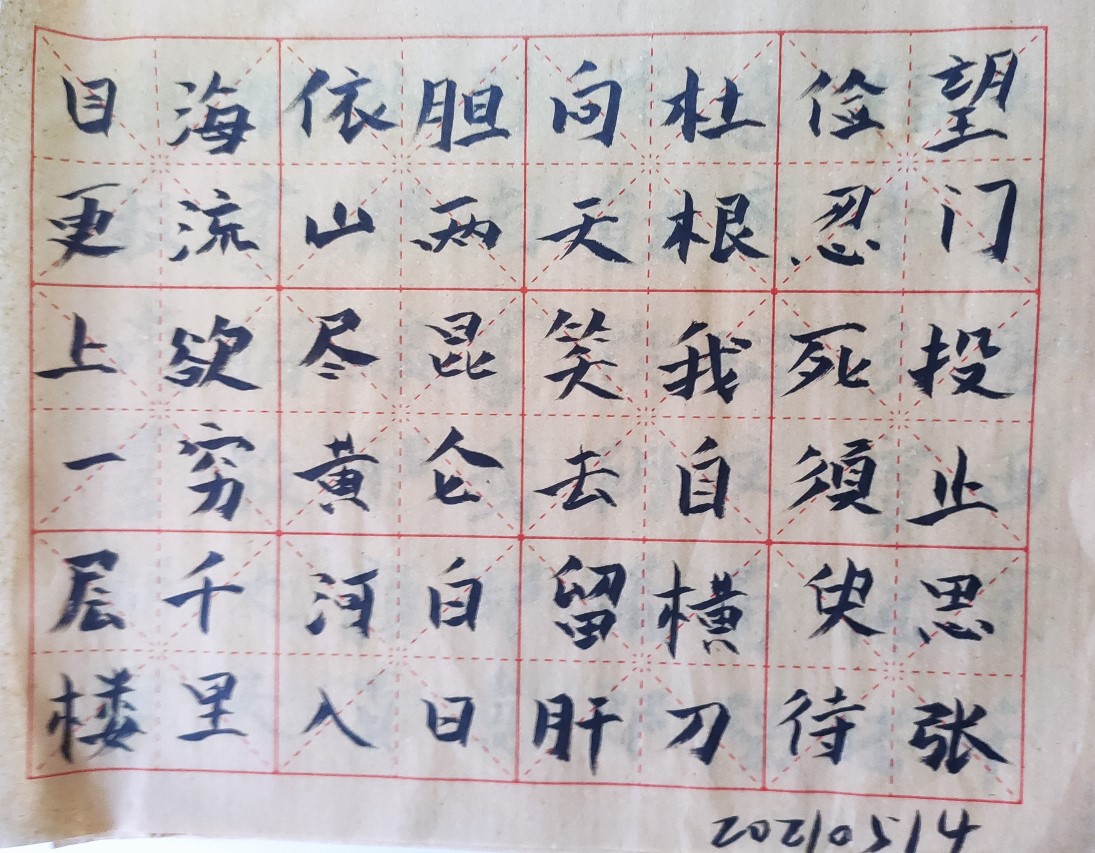 望门投止思张
俭忍死須臾待
杜根我自横刀
向天笑去留肝
胆两昆仑白日
依山尽黄河入
海流欲穷千里
目更上一层楼
20210514